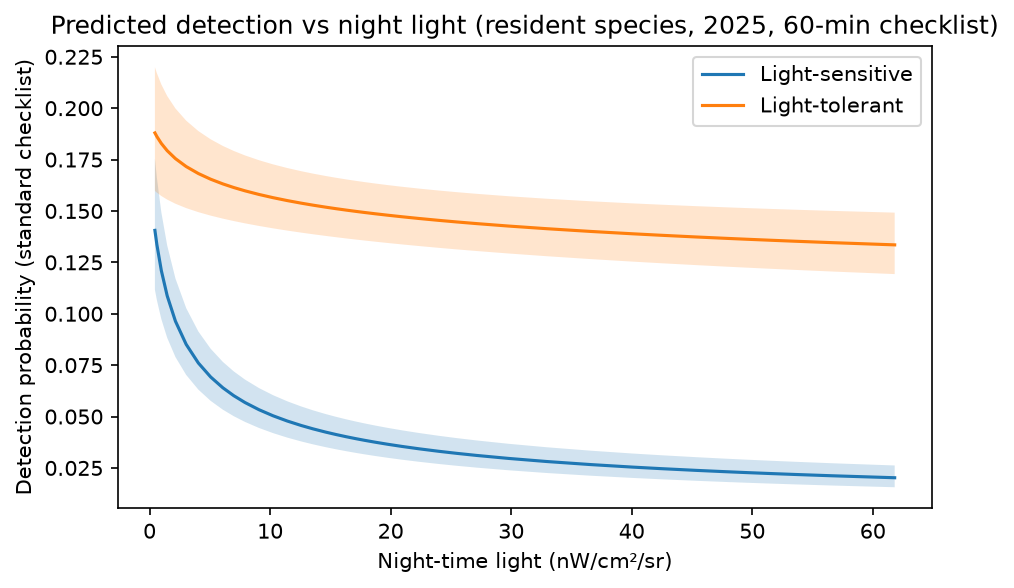 Predicted detection vs night light (resident species, 2025, 60-min checklist)
Detection probability (standard checklist)
0.225
0.200
0.175
0.150
0.125
0.100
0.075
0.050
0.025
Light-sensitive
Light-tolerant
0 10 20 30 40 50 60
Night-time light (nW/cm²/sr)